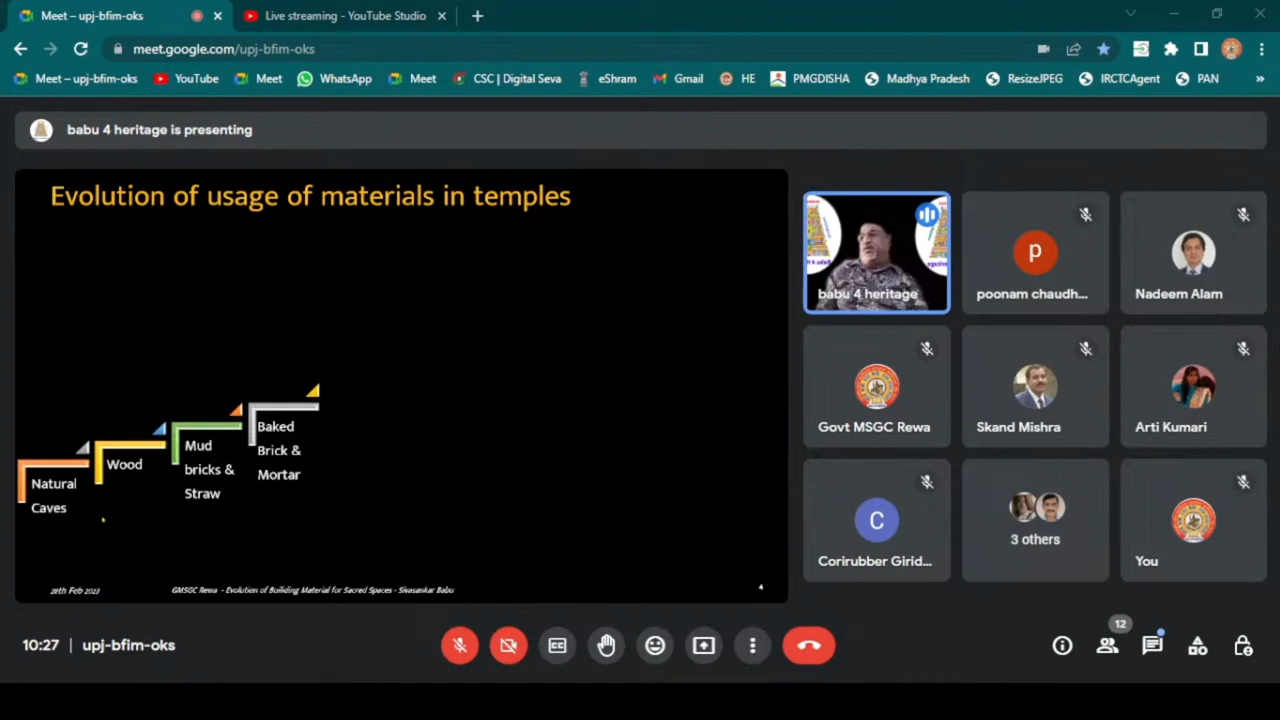 Meet – upj-bfim-oks
Live streaming - YouTube Studio
meet.google.com/upj-bfim-oks
Meet – upj-bfim-oks
YouTube
Meet
WhatsApp
Meet
CSC | Digital Seva
eShram
Gmail
HE
PMGDISHA
Madhya Pradesh
ResizeJPEG
IRCTCAgent
PAN
babu 4 heritage is presenting
Evolution of usage of materials in temples
Natural
Caves
Wood
Mud
bricks &
Straw
Baked
Brick &
Mortar
28th Feb 2023
GMSGC Rewa - Evolution of Building Material for Sacred Spaces - Sivasankar Babu
4
babu 4 heritage
p
poonam chaudh...
Nadeem Alam
Govt MSGC Rewa
Skand Mishra
Arti Kumari
C
Corirubber Girid...
3 others
You
10:27 | upj-bfim-oks
12